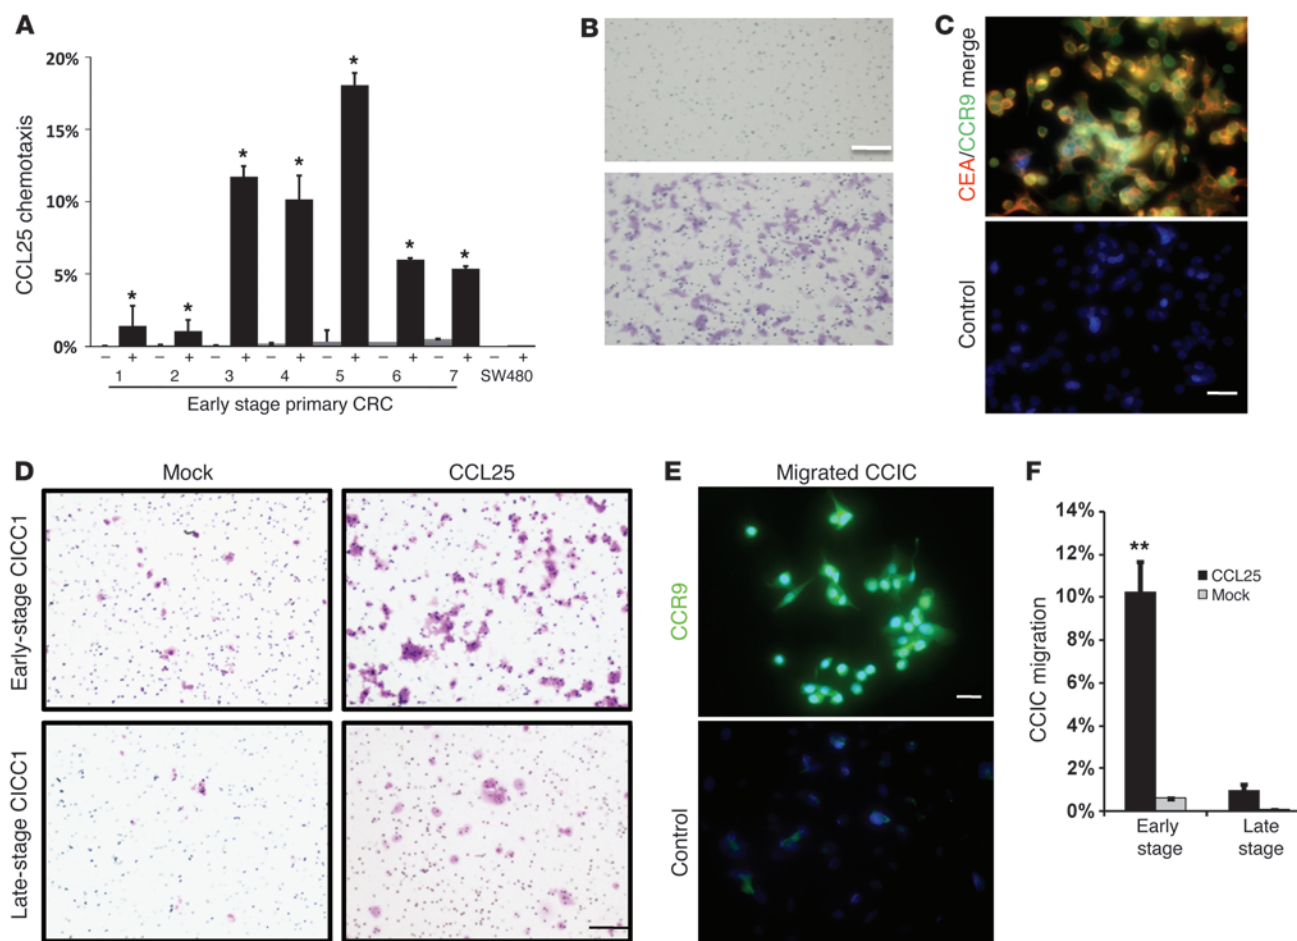 A
20%
15%
10%
5%
0%
CCL25 chemotaxis
* * * * * * *
− + − + − + − + − + − + − + − +
1 2 3 4 5 6 7 SW480
Early stage primary CRC
B
C
CEA/CCR9 merge
Control
D
Mock CCL25
Early-stage CICC1
Late-stage CICC1
E
Migrated CCIC
CCR9
Control
F
14%
12%
10%
8%
6%
4%
2%
0%
CCIC migration
**
CCL25
Mock
Early
stage
Late
stage